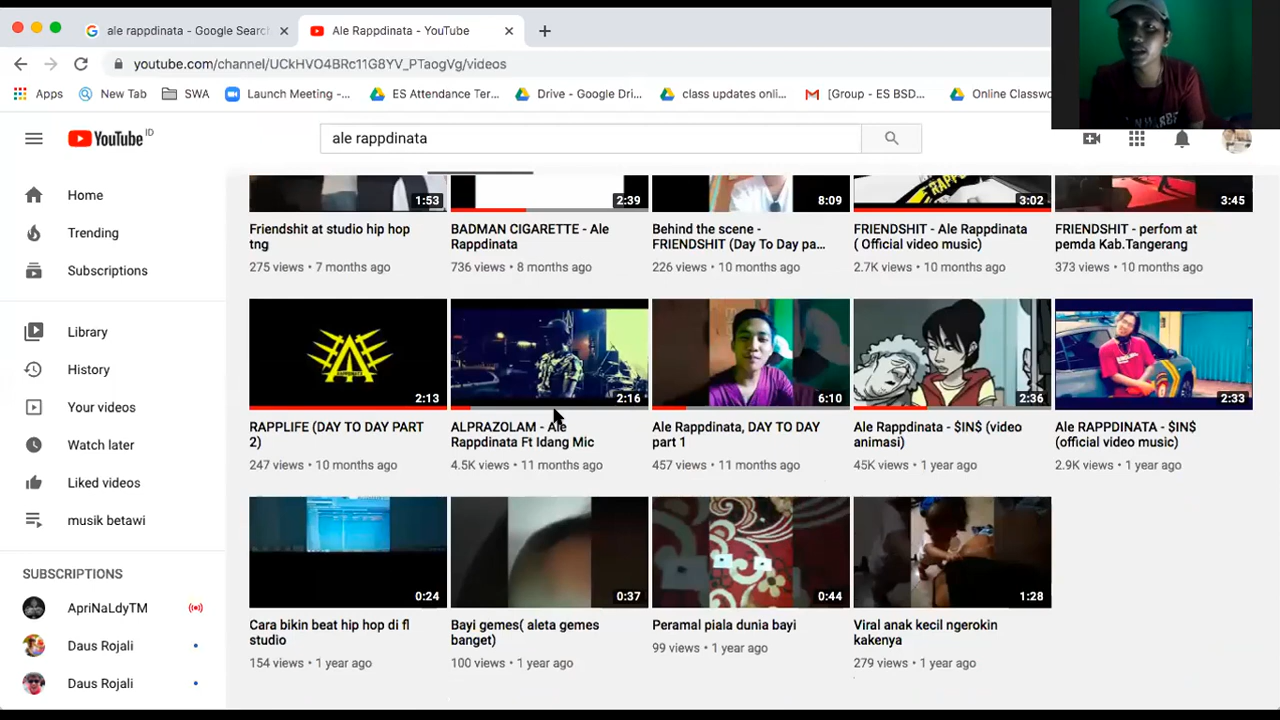 ale rappdinata - Google Search
Ale Rappdinata - YouTube
youtube.com/channel/UCkHVO4BRc11G8YV_PTaogVg/videos
Apps
New Tab
SWA
Launch Meeting -...
ES Attendance Ter...
Drive - Google Dri...
class updates onli...
[Group - ES BSD...
Online Classwo
YouTube ID
ale rappdinata
Home
Trending
Subscriptions
Library
History
Your videos
Watch later
Liked videos
musik betawi
SUBSCRIPTIONS
ApriNaLdyTM
Daus Rojali
Daus Rojali
1:53
Friendshit at studio hip hop
tng
275 views • 7 months ago
2:39
BADMAN CIGARETTE - Ale
Rappdinata
736 views • 8 months ago
8:09
Behind the scene -
FRIENDSHIT (Day To Day pa...
226 views • 10 months ago
3:02
FRIENDSHIT - Ale Rappdinata
( Official video music)
2.7K views • 10 months ago
3:45
FRIENDSHIT - perfom at
pemda Kab.Tangerang
373 views • 10 months ago
RAPPDINATA
2:13
RAPPLIFE (DAY TO DAY PART
2)
247 views • 10 months ago
2:16
ALPRAZOLAM - Ale
Rappdinata Ft Idang Mic
4.5K views • 11 months ago
6:10
Ale Rappdinata, DAY TO DAY
part 1
457 views • 11 months ago
2:36
Ale Rappdinata - $IN$ (video
animasi)
45K views • 1 year ago
2:33
Ale RAPPDINATA - $IN$
(official video music)
2.9K views • 1 year ago
0:24
Cara bikin beat hip hop di fl
studio
154 views • 1 year ago
0:37
Bayi gemes( aleta gemes
banget)
100 views • 1 year ago
0:44
Peramal piala dunia bayi
99 views • 1 year ago
1:28
Viral anak kecil ngerokin
kakenya
279 views • 1 year ago